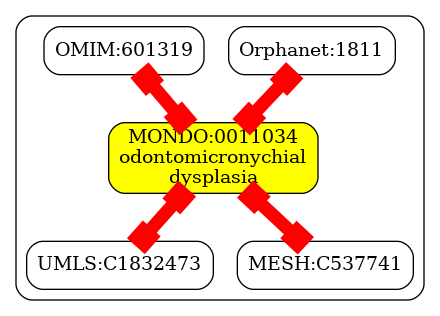 OMIM:601319
Orphanet:1811
MONDO:0011034
odontomicronychial
dysplasia
UMLS:C1832473
MESH:C537741